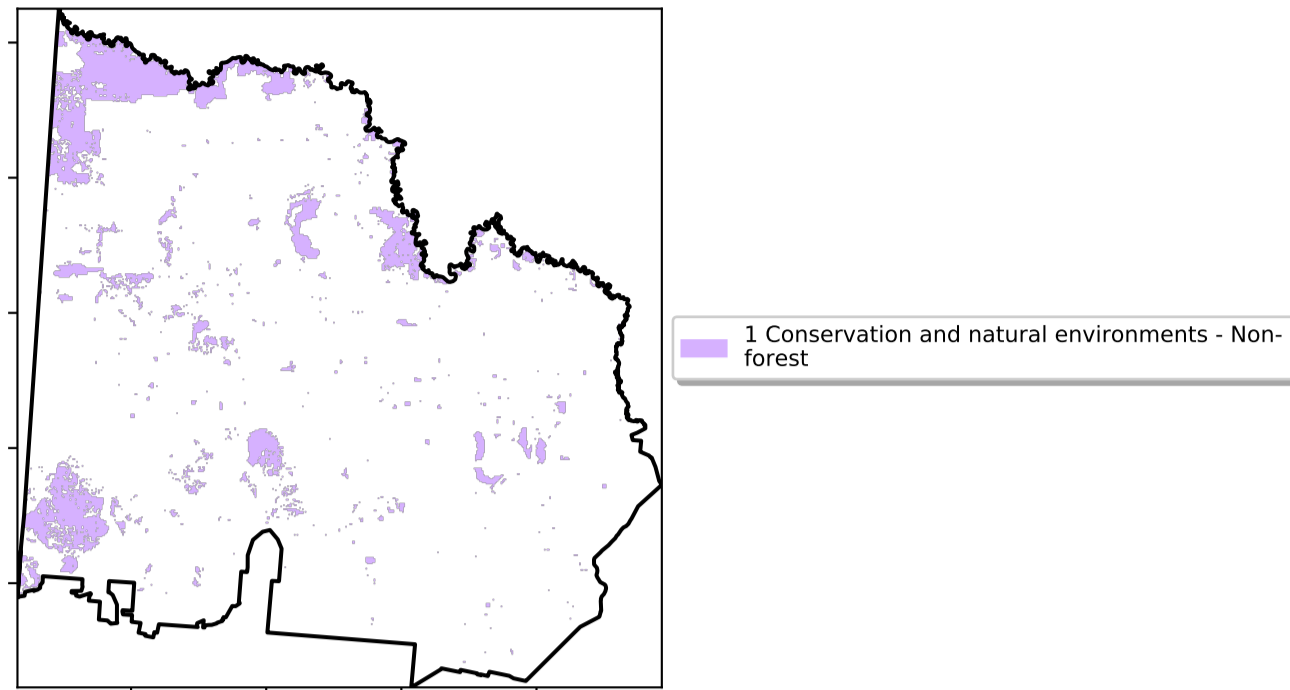 1 Conservation and natural environments - Non-
forest